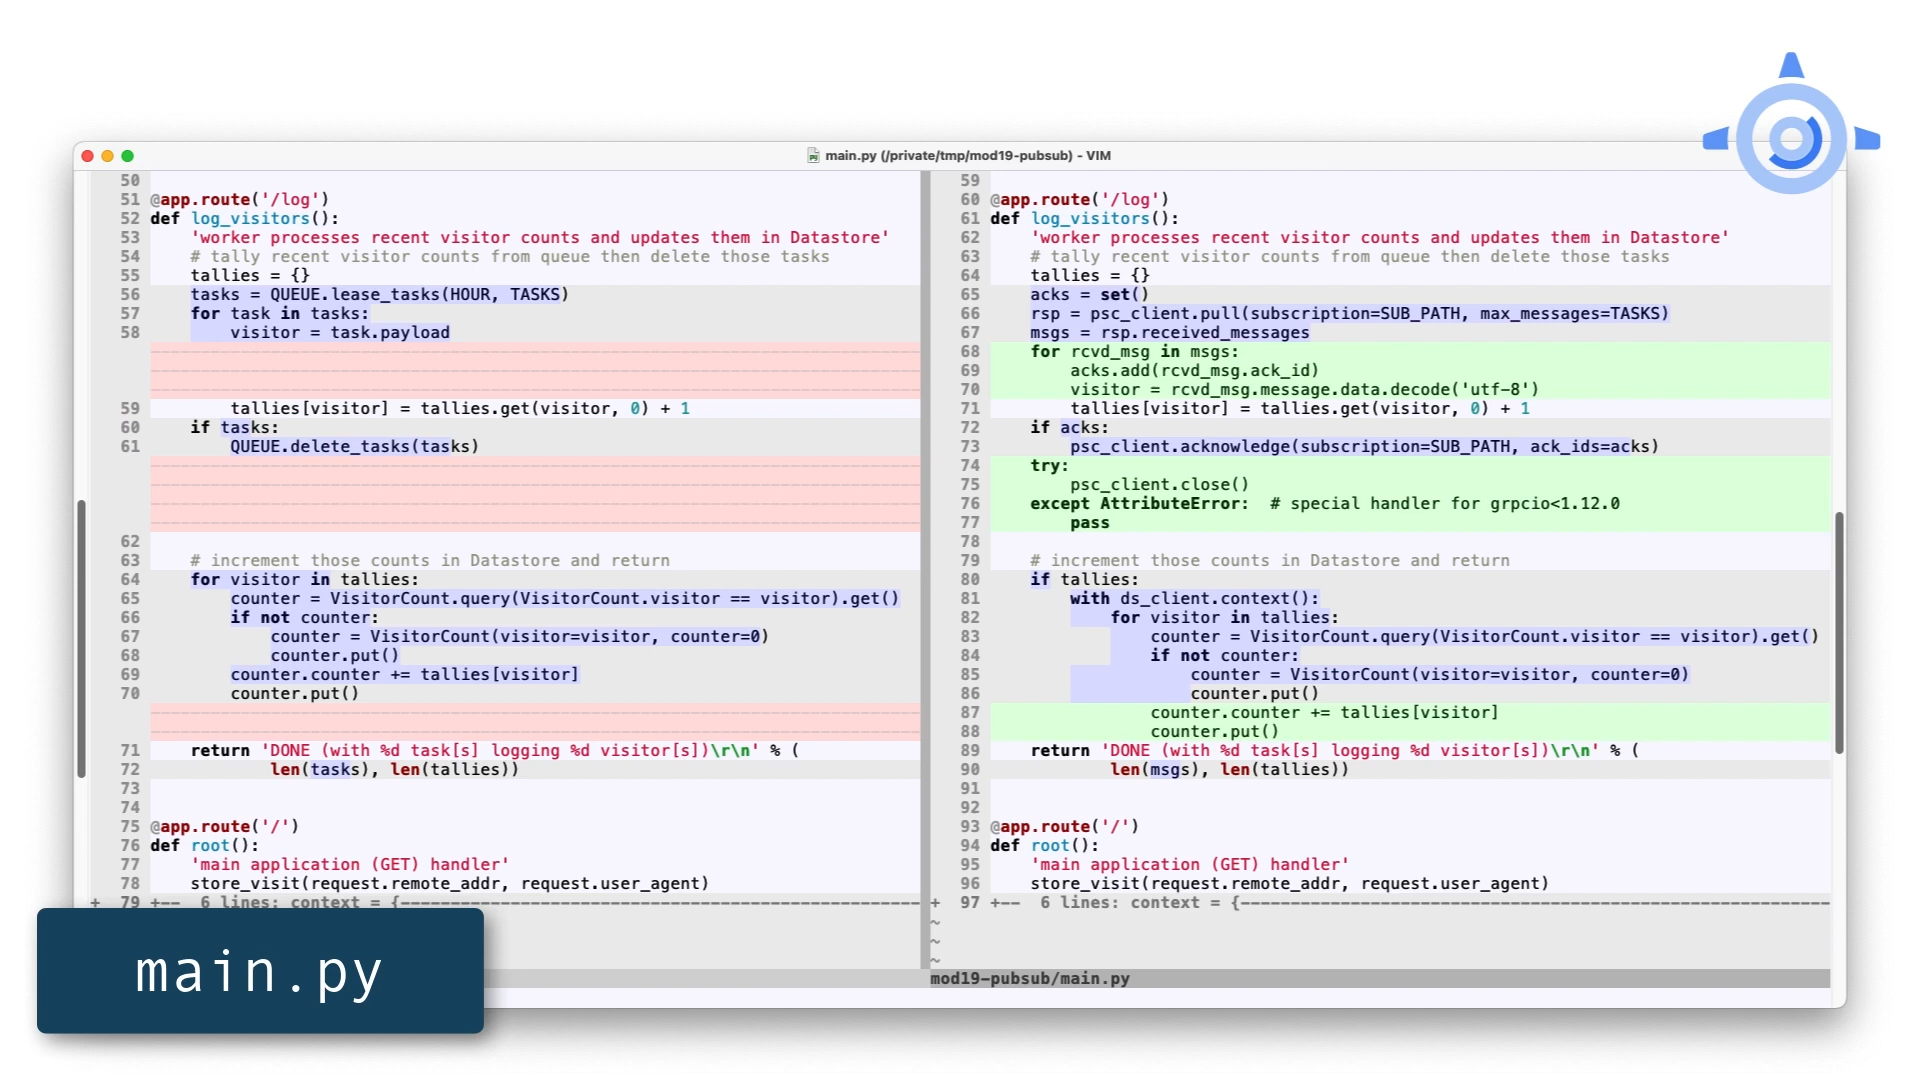 main.py (/private/tmp/mod19-pubsub) - VIM
50
51 @app.route('/log')
52 def log_visitors():
53     'worker processes recent visitor counts and updates them in Datastore'
54     # tally recent visitor counts from queue then delete those tasks
55     tallies = {}
56     tasks = QUEUE.lease_tasks(HOUR, TASKS)
57     for task in tasks:
58         visitor = task.payload
59         tallies[visitor] = tallies.get(visitor, 0) + 1
60     if tasks:
61         QUEUE.delete_tasks(tasks)
62
63     # increment those counts in Datastore and return
64     for visitor in tallies:
65         counter = VisitorCount.query(VisitorCount.visitor == visitor).get()
66         if not counter:
67             counter = VisitorCount(visitor=visitor, counter=0)
68             counter.put()
69         counter.counter += tallies[visitor]
70         counter.put()
71     return 'DONE (with %d task[s] logging %d visitor[s])\r\n' % (
72             len(tasks), len(tallies))
73
74
75 @app.route('/')
76 def root():
77     'main application (GET) handler'
78     store_visit(request.remote_addr, request.user_agent)
+ 79 +--  6 lines: context = {----------------------------------------------------
59
60 @app.route('/log')
61 def log_visitors():
62     'worker processes recent visitor counts and updates them in Datastore'
63     # tally recent visitor counts from queue then delete those tasks
64     tallies = {}
65     acks = set()
66     rsp = psc_client.pull(subscription=SUB_PATH, max_messages=TASKS)
67     msgs = rsp.received_messages
68     for rcvd_msg in msgs:
69         acks.add(rcvd_msg.ack_id)
70         visitor = rcvd_msg.message.data.decode('utf-8')
71         tallies[visitor] = tallies.get(visitor, 0) + 1
72     if acks:
73         psc_client.acknowledge(subscription=SUB_PATH, ack_ids=acks)
74     try:
75         psc_client.close()
76     except AttributeError:  # special handler for grpcio<1.12.0
77         pass
78
79     # increment those counts in Datastore and return
80     if tallies:
81         with ds_client.context():
82             for visitor in tallies:
83                 counter = VisitorCount.query(VisitorCount.visitor == visitor).get()
84                 if not counter:
85                     counter = VisitorCount(visitor=visitor, counter=0)
86                     counter.put()
87                 counter.counter += tallies[visitor]
88                 counter.put()
89     return 'DONE (with %d task[s] logging %d visitor[s])\r\n' % (
90             len(msgs), len(tallies))
91
92
93 @app.route('/')
94 def root():
95     'main application (GET) handler'
96     store_visit(request.remote_addr, request.user_agent)
+ 97 +--  6 lines: context = {-----------------------------------------------------------
~
~
~
mod19-pubsub/main.py
main.py